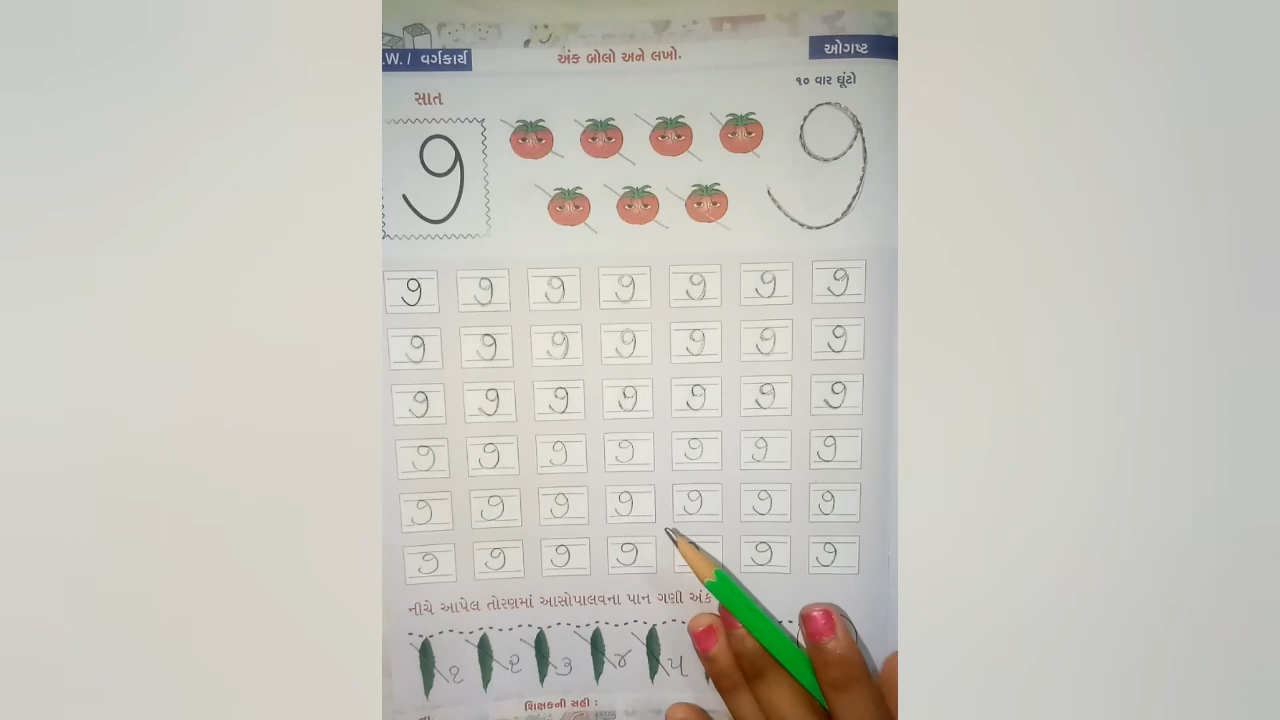 .W. / વર્ગકાર્ય અંક બોલો અને લખો. ઓગષ્ટ
સાત ૧૦ વાર ઘૂંટો
૭ ૭
૭ ૭ ૭ ૭ ૭ ૭ ૭
૭ ૭ ૭ ૭ ૭ ૭ ૭
૭ ૭ ૭ ૭ ૭ ૭ ૭
૭ ૭ ૭ ૭ ૭ ૭ ૭
૭ ૭ ૭ ૭ ૭ ૭ ૭
૭ ૭ ૭ ૭ ૭ ૭
નીચે આપેલ તોરણમાં આસોપાલવના પાન ગણી અંક
૧ ૨ ૩ ૪ ૫
શિક્ષકની સહી :